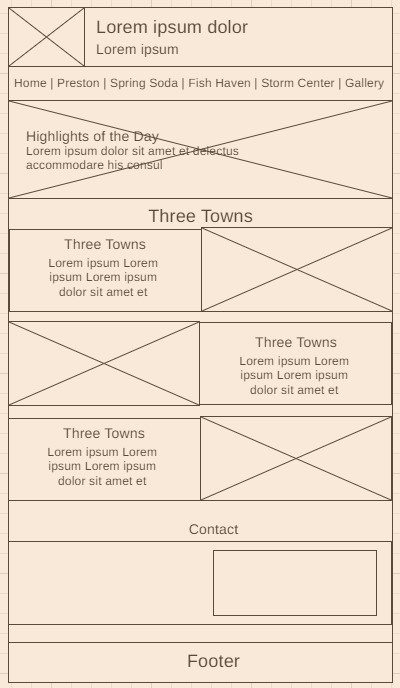 Lorem ipsum dolor
Lorem ipsum
Home | Preston | Spring Soda | Fish Haven | Storm Center | Gallery
Highlights of the Day
Lorem ipsum dolor sit amet et delectus
accommodare his consul
Three Towns
Three Towns
Lorem ipsum Lorem
ipsum Lorem ipsum
dolor sit amet et
Three Towns
Lorem ipsum Lorem
ipsum Lorem ipsum
dolor sit amet et
Three Towns
Lorem ipsum Lorem
ipsum Lorem ipsum
dolor sit amet et
Contact
Footer